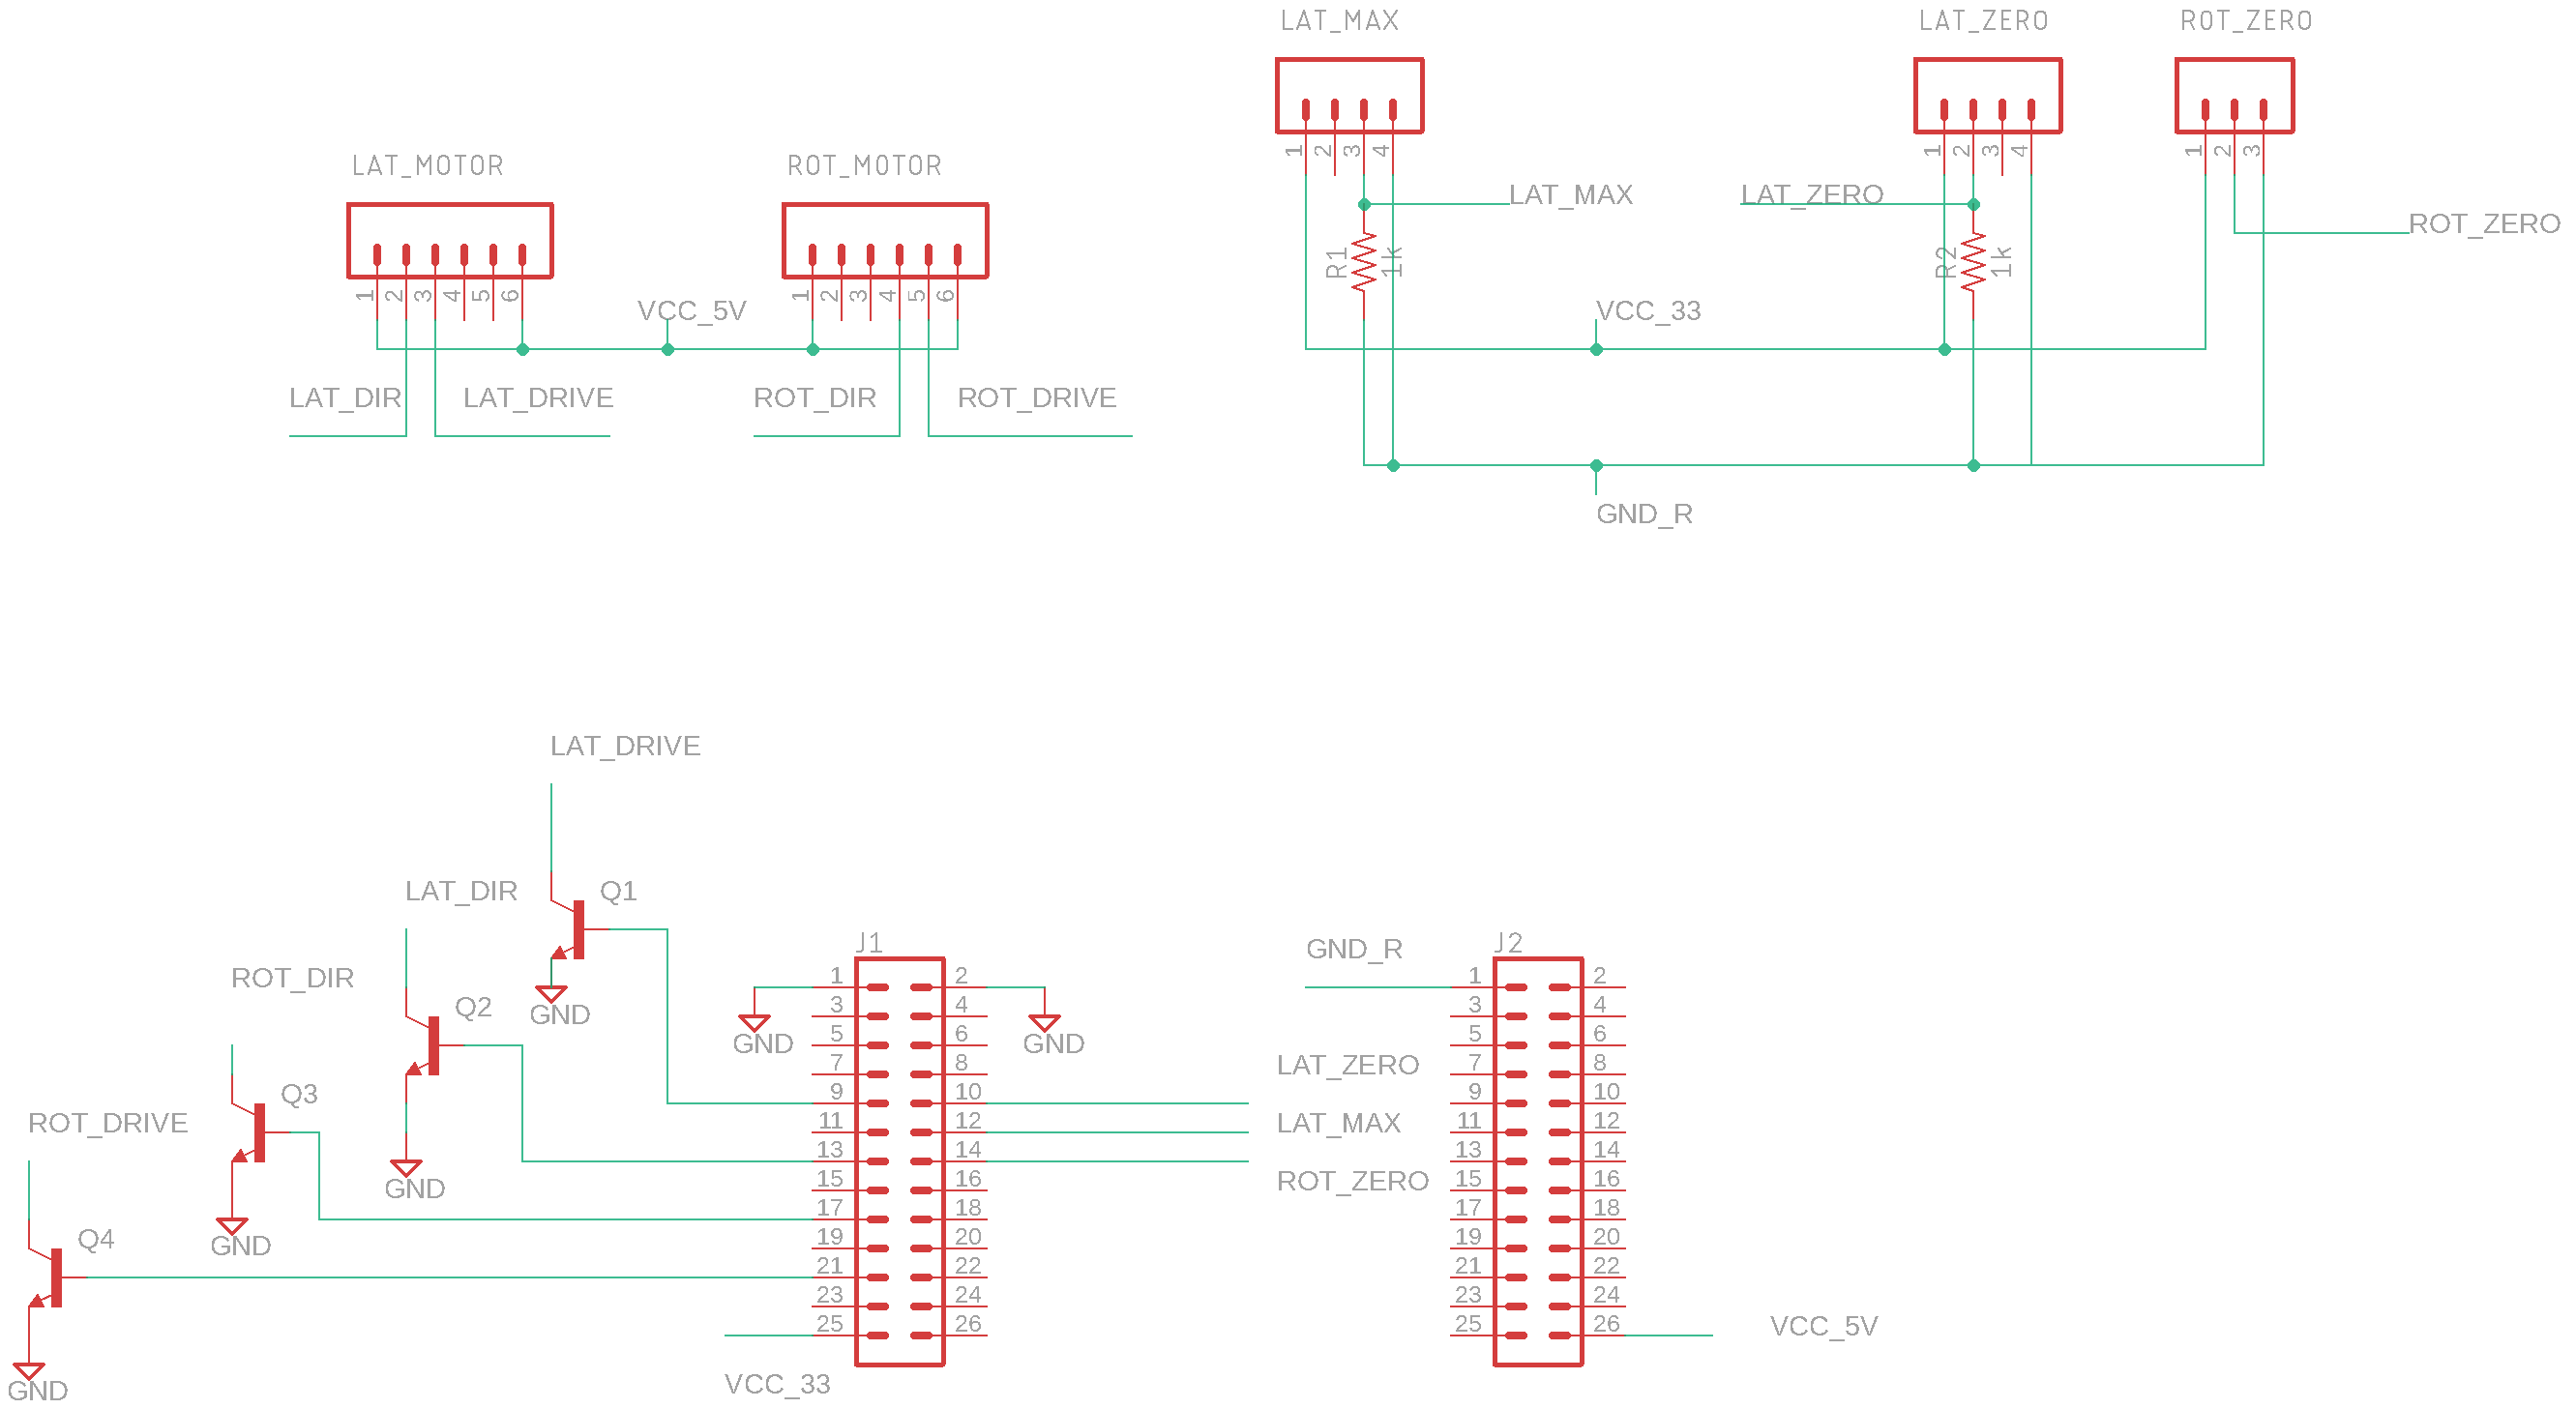 LAT_MAX
LAT_ZERO
ROT_ZERO
1 2 3 4
1 2 3 4
1 2 3
LAT_MOTOR
ROT_MOTOR
LAT_MAX
LAT_ZERO
ROT_ZERO
R1
1k
R2
1k
1 2 3 4 5 6
1 2 3 4 5 6
VCC_5V
VCC_33
LAT_DIR
LAT_DRIVE
ROT_DIR
ROT_DRIVE
GND_R
LAT_DRIVE
LAT_DIR
Q1
ROT_DIR
Q2
GND
ROT_DRIVE
Q3
GND
Q4
GND
GND
J1
1 2
3 4
5 6
7 8
9 10
11 12
13 14
15 16
17 18
19 20
21 22
23 24
25 26
GND
GND
VCC_33
GND_R
LAT_ZERO
LAT_MAX
ROT_ZERO
J2
1 2
3 4
5 6
7 8
9 10
11 12
13 14
15 16
17 18
19 20
21 22
23 24
25 26
VCC_5V